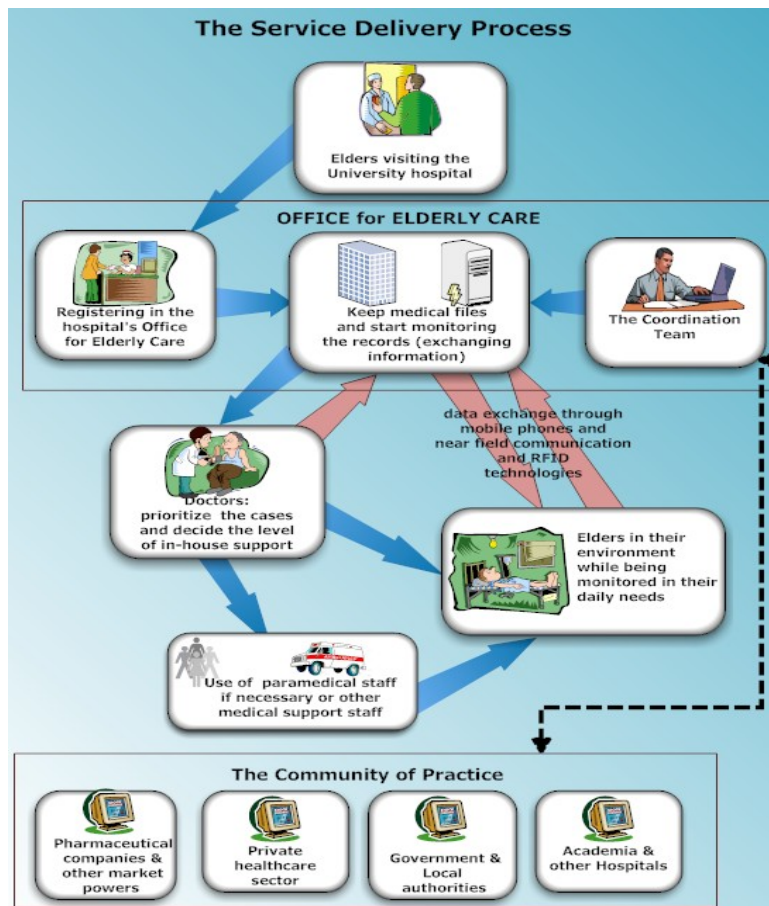 The Service Delivery Process
Elders visiting the
University hospital
OFFICE for ELDERLY CARE
Registering in the
hospital's Office
for Elderly Care
Keep medical files
and start monitoring
the records (exchanging
information)
The Coordination
Team
data exchange through
mobile phones and
near field communication
and RFID
technologies
Doctors:
prioritize the cases
and decide the level
of in-house support
Elders in their
environment
while being
monitored in their
daily needs
Use of paramedical staff
if necessary or other
medical support staff
The Community of Practice
Pharmaceutical
companies &
other market
powers
Private
healthcare
sector
Government &
Local
authorities
Academia &
other Hospitals